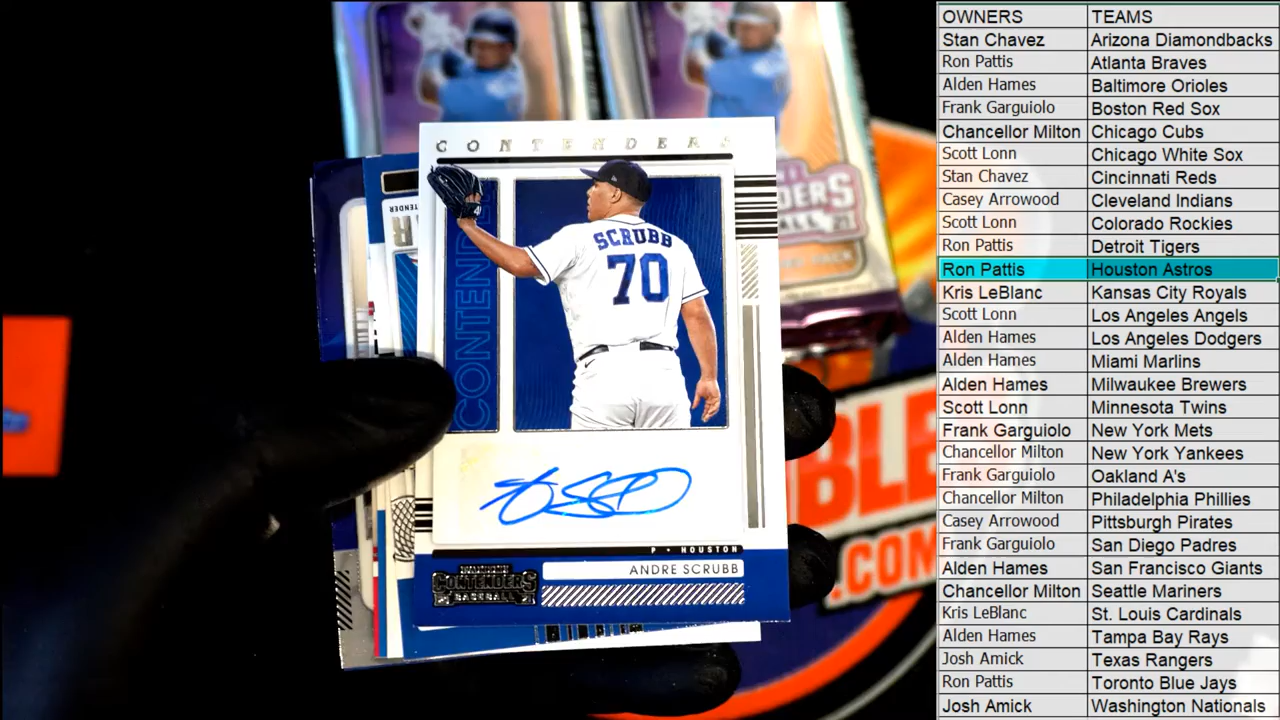 CONTENDERS
CONTENDE
SCRUBB
70
P • HOUSTON
ANDRE SCRUBB
CONTENDERS
BASEBALL
ERS
BLE
.COM
OWNERS TEAMS
Stan Chavez Arizona Diamondbacks
Ron Pattis Atlanta Braves
Alden Hames Baltimore Orioles
Frank Garguiolo Boston Red Sox
Chancellor Milton Chicago Cubs
Scott Lonn Chicago White Sox
Stan Chavez Cincinnati Reds
Casey Arrowood Cleveland Indians
Scott Lonn Colorado Rockies
Ron Pattis Detroit Tigers
Ron Pattis Houston Astros
Kris LeBlanc Kansas City Royals
Scott Lonn Los Angeles Angels
Alden Hames Los Angeles Dodgers
Alden Hames Miami Marlins
Alden Hames Milwaukee Brewers
Scott Lonn Minnesota Twins
Frank Garguiolo New York Mets
Chancellor Milton New York Yankees
Frank Garguiolo Oakland A's
Chancellor Milton Philadelphia Phillies
Casey Arrowood Pittsburgh Pirates
Frank Garguiolo San Diego Padres
Alden Hames San Francisco Giants
Chancellor Milton Seattle Mariners
Kris LeBlanc St. Louis Cardinals
Alden Hames Tampa Bay Rays
Josh Amick Texas Rangers
Ron Pattis Toronto Blue Jays
Josh Amick Washington Nationals